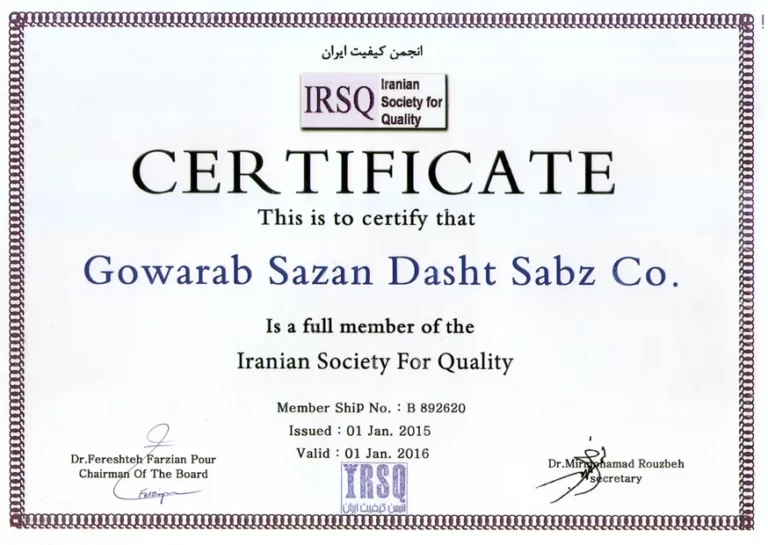 انجمن کیفیت ایران
IRSQ
Iranian
Society for
Quality
CERTIFICATE
This is to certify that
Gowarab Sazan Dasht Sabz Co.
Is a full member of the
Iranian Society For Quality
Member ShiP No. : B 892620
Issued : 01 Jan. 2015
Valid : 01 Jan. 2016
Dr.Fereshteh Farzian Pour
Chairman Of The Board
Dr.Mirmohamad Rouzbeh
secretary
IRSQ
انجمن کیفیت ایران